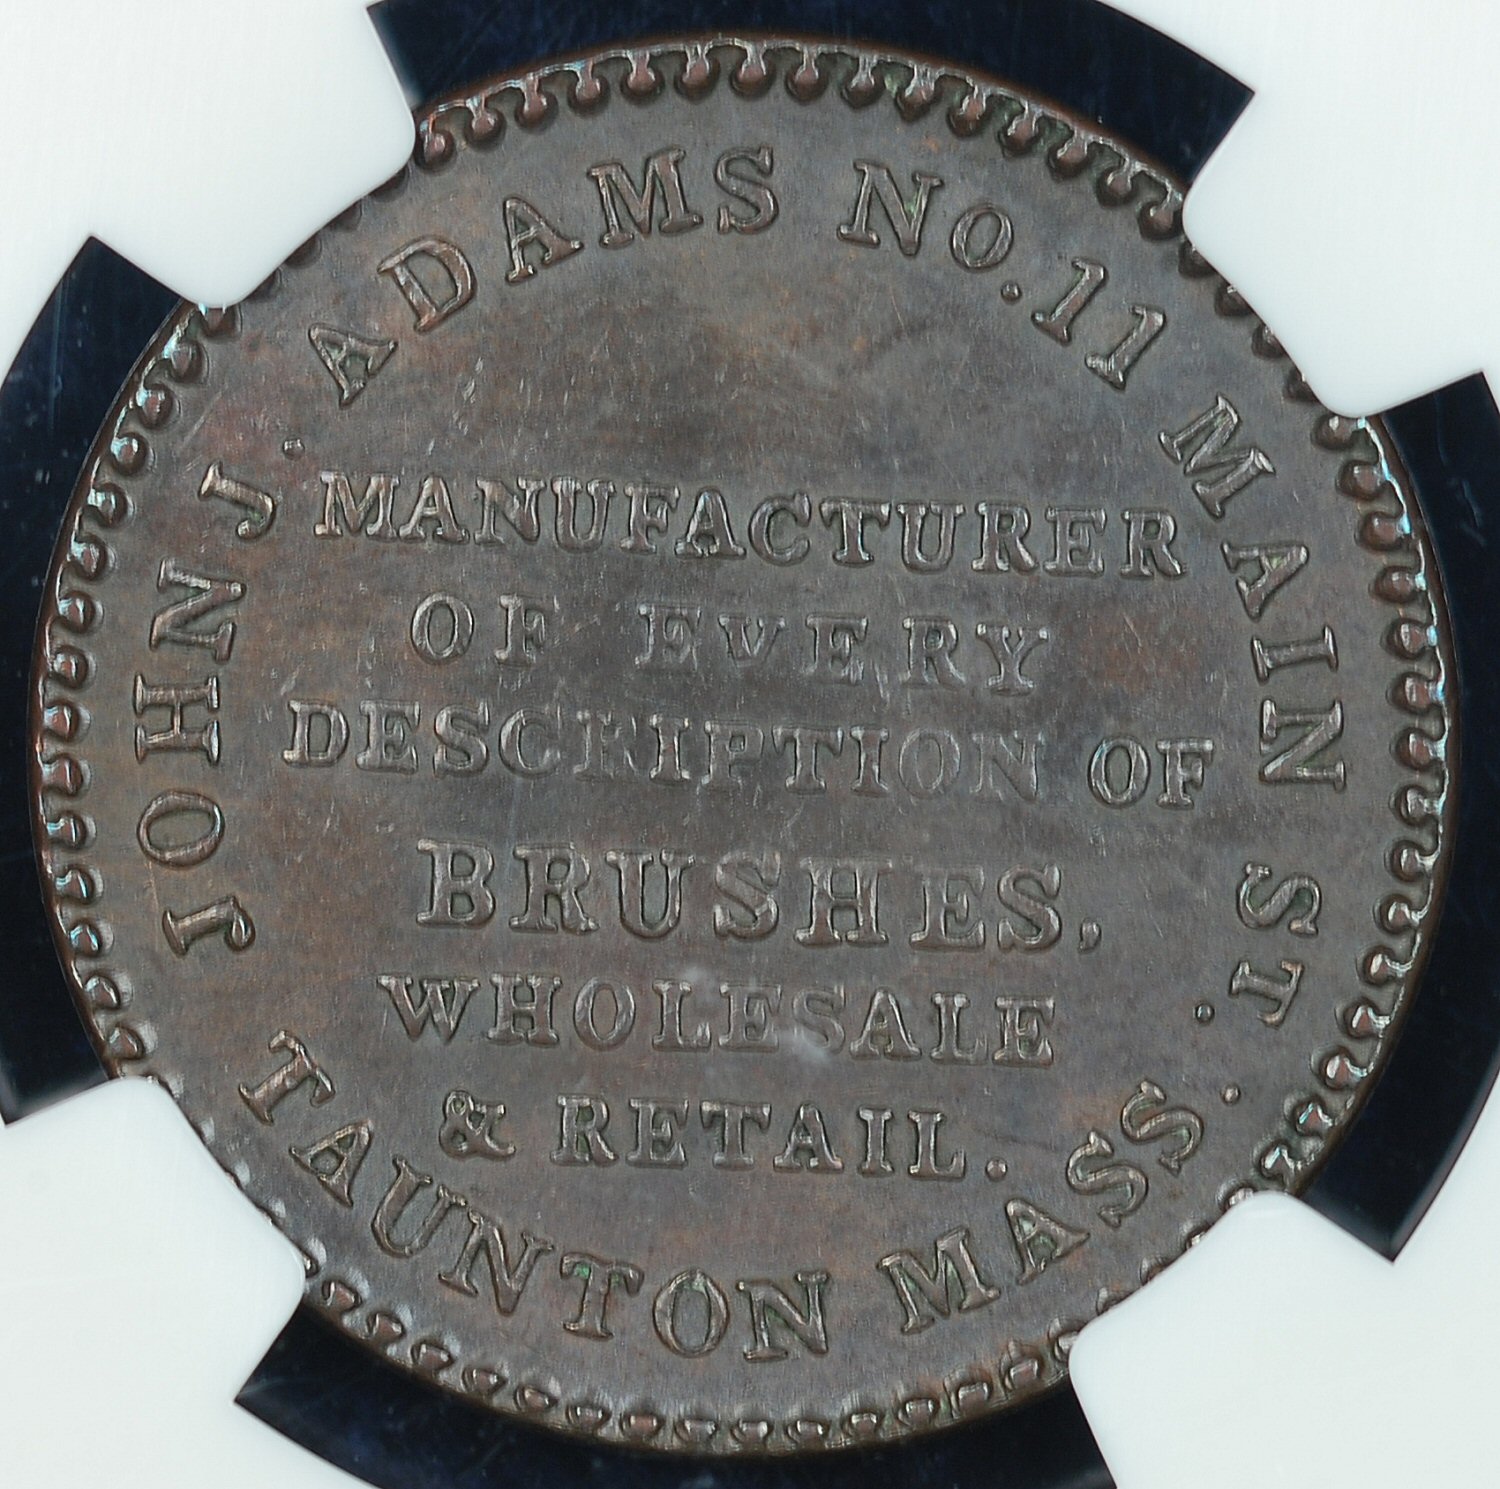 JOHN J. ADAMS No. 11 MAIN ST.
MANUFACTURER
OF EVERY
DESCRIPTION OF
BRUSHES,
WHOLESALE
& RETAIL.
TAUNTON MASS.